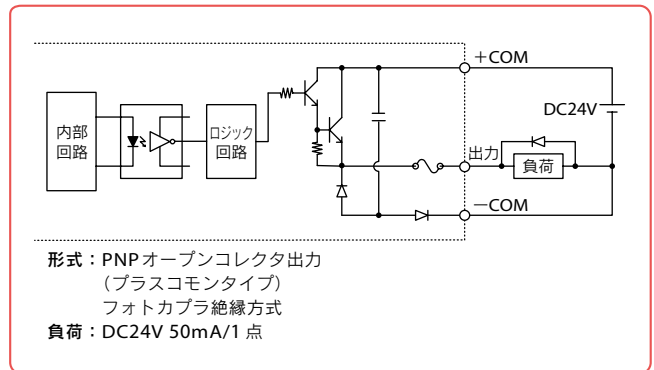 +COM
DC24V
内部
回路
ロジック
回路
出力
負荷
−COM
形式：PNPオープンコレクタ出力
（プラスコモンタイプ）
フォトカプラ絶縁方式
負荷：DC24V 50mA/1 点